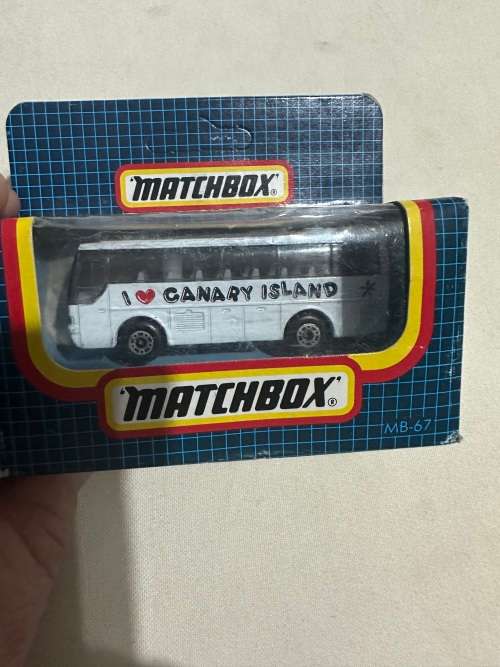 "MATCHBOX"®
I ❤ CANARY ISLAND
"MATCHBOX"®
MB-67